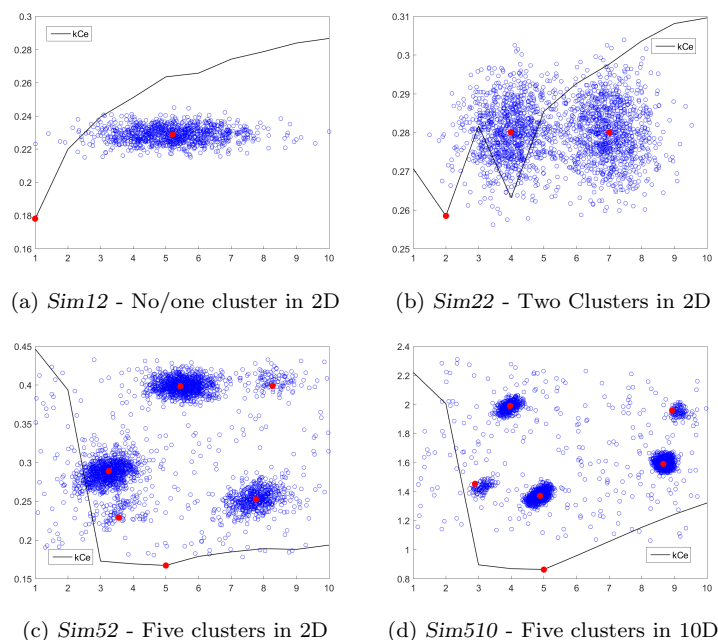 0.3
0.28
0.26
0.24
0.22
0.2
0.18
0.16
kCe
1 2 3 4 5 6 7 8 9 10
(a) Sim12 - No/one cluster in 2D
0.31
0.3
0.29
0.28
0.27
0.26
0.25
kCe
1 2 3 4 5 6 7 8 9 10
(b) Sim22 - Two Clusters in 2D
0.45
0.4
0.35
0.3
0.25
0.2
0.15
kCe
1 2 3 4 5 6 7 8 9 10
(c) Sim52 - Five clusters in 2D
2.4
2.2
2
1.8
1.6
1.4
1.2
1
0.8
kCe
1 2 3 4 5 6 7 8 9 10
(d) Sim510 - Five clusters in 10D